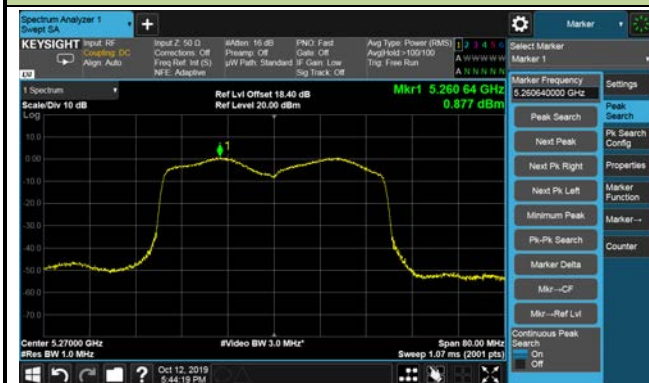 Spectrum Analyzer 1
Swept SA
Marker
KEYSIGHT
Input: RF
Coupling: DC
Align: Auto
Input Z: 50 Ω
Corrections: Off
Freq Ref: Int (S)
NFE: Adaptive
#Atten: 16 dB
Preamp: Off
µW Path: Standard
PNO: Fast
Gate: Off
IF Gain: Low
Sig Track: Off
Avg Type: Power (RMS)
Avg|Hold:>100/100
Trig: Free Run
1 2 3 4 5 6
A W W W W W
A N N N N N
Select Marker
Marker 1
1 Spectrum
Scale/Div 10 dB
Log
Ref Lvl Offset 18.40 dB
Ref Level 20.00 dBm
Mkr1 5.260 64 GHz
0.877 dBm
Marker Frequency
5.260640000 GHz
Settings
Peak Search
Next Peak
Next Pk Right
Next Pk Left
Minimum Peak
Pk-Pk Search
Marker Delta
Mkr→CF
Mkr→Ref Lvl
Continuous Peak
Search
On
Off
Peak
Search
Pk Search
Config
Properties
Marker
Function
Marker→
Counter
10.0
0.00
-10.0
-20.0
-30.0
-40.0
-50.0
-60.0
-70.0
1
Center 5.27000 GHz
#Res BW 1.0 MHz
#Video BW 3.0 MHz*
Span 80.00 MHz
Sweep 1.07 ms (2001 pts)
?
Oct 12, 2019
5:44:19 PM